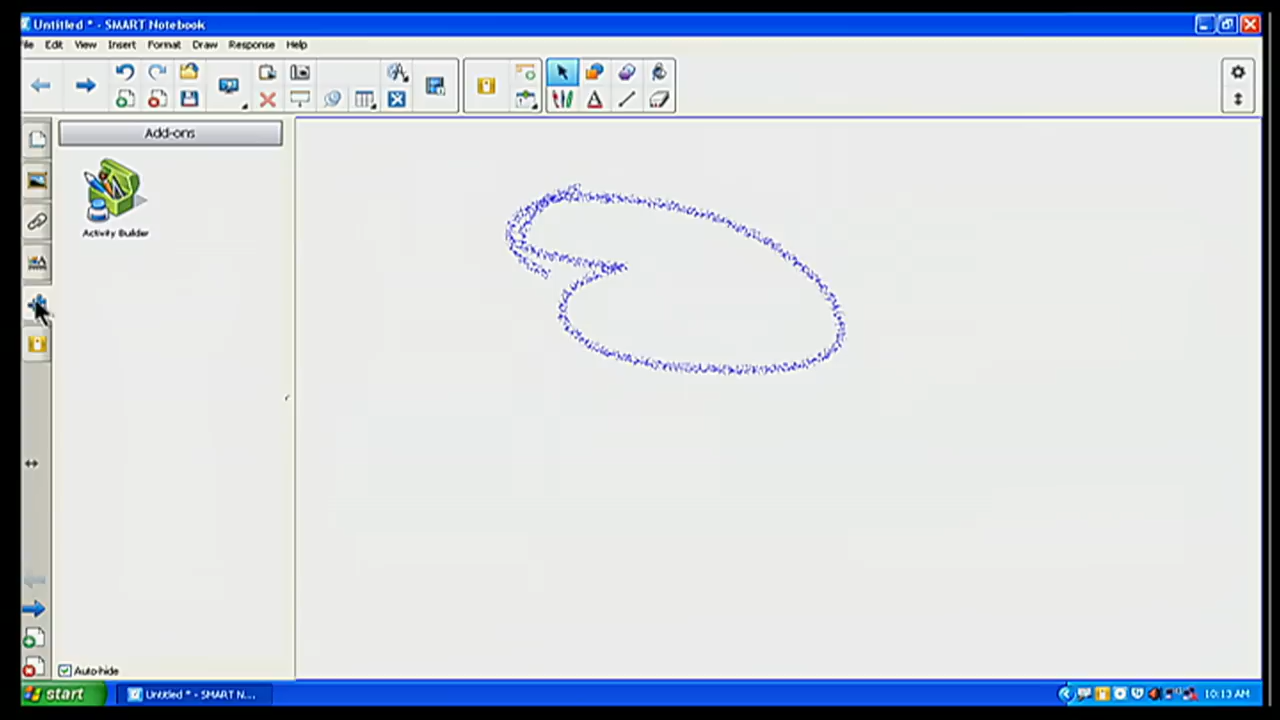 Untitled * - SMART Notebook
ile Edit View Insert Format Draw Response Help
Add-ons
Activity Builder
Auto-hide
start
Untitled * - SMART N...
10:13 AM